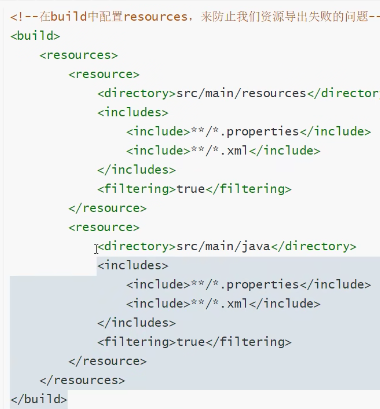 <!--在build中配置resources，来防止我们资源导出失败的问题--
<build>
<resources>
<resource>
<directory>src/main/resources</director
<includes>
<include>**/*.properties</include>
<include>**/*.xml</include>
</includes>
<filtering>true</filtering>
</resource>
<resource>
<directory>src/main/java</directory>
<includes>
<include>**/*.properties</include>
<include>**/*.xml</include>
</includes>
<filtering>true</filtering>
</resource>
</resources>
</build>